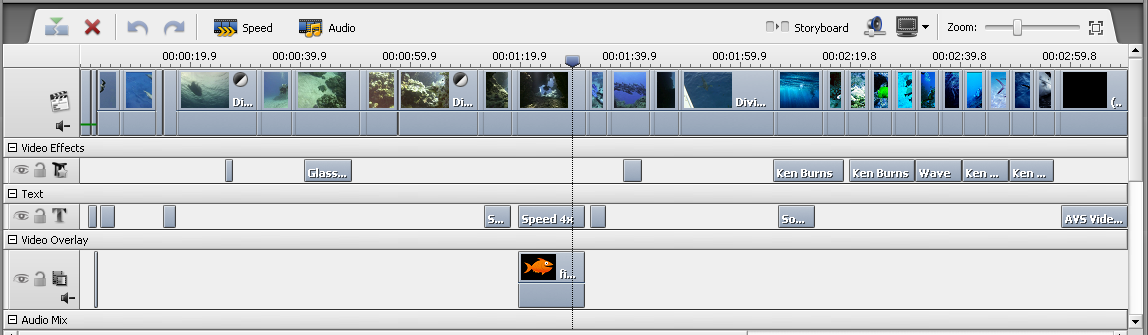 Speed Audio Storyboard Zoom:
00:00:19.9 00:00:39.9 00:00:59.9 00:01:19.9 00:01:39.9 00:01:59.9 00:02:19.8 00:02:39.8 00:02:59.8
Di... Di... Divi... (..
Video Effects
Glass... Ken Burns Ken Burns Wave Ken ... Ken ...
Text
T S... Speed 4x So... AVS Vide...
Video Overlay
Audio Mix